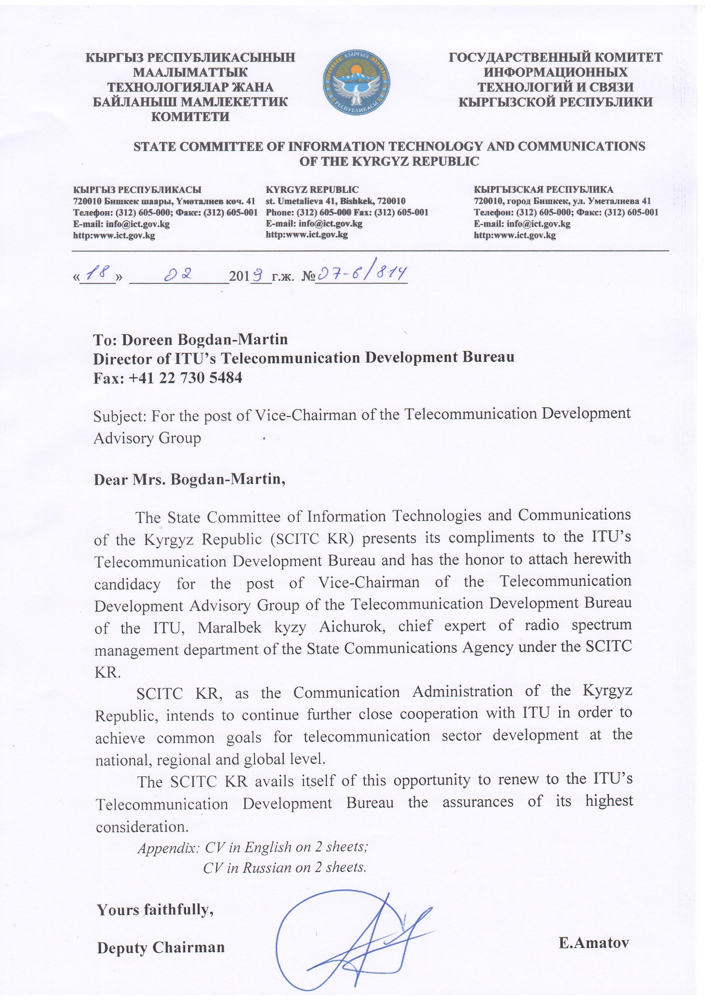 КЫРГЫЗ РЕСПУБЛИКАСЫНЫН
МААЛЫМАТТЫК
ТЕХНОЛОГИЯЛАР ЖАНА
БАЙЛАНЫШ МАМЛЕКЕТТИК
КОМИТЕТИ
КЫРГЫЗ
РЕСПУБЛИКАСЫ
ГОСУДАРСТВЕННЫЙ КОМИТЕТ
ИНФОРМАЦИОННЫХ
ТЕХНОЛОГИЙ И СВЯЗИ
КЫРГЫЗСКОЙ РЕСПУБЛИКИ
STATE COMMITTEE OF INFORMATION TECHNOLOGY AND COMMUNICATIONS
OF THE KYRGYZ REPUBLIC
КЫРГЫЗ РЕСПУБЛИКАСЫ
720010 Бишкек шаары, Үмөталиев көч. 41
Телефон: (312) 605-000; Факс: (312) 605-001
E-mail: info@ict.gov.kg
http:www.ict.gov.kg
KYRGYZ REPUBLIC
st. Umetalieva 41, Bishkek, 720010
Phone: (312) 605-000 Fax: (312) 605-001
E-mail: info@ict.gov.kg
http:www.ict.gov.kg
КЫРГЫЗСКАЯ РЕСПУБЛИКА
720010, город Бишкек, ул. Уметалиева 41
Телефон: (312) 605-000; Факс: (312) 605-001
E-mail: info@ict.gov.kg
http:www.ict.gov.kg
«18» 02 2019 г.ж. № 07-6/814
To: Doreen Bogdan-Martin
Director of ITU’s Telecommunication Development Bureau
Fax: +41 22 730 5484
Subject: For the post of Vice-Chairman of the Telecommunication Development
Advisory Group
Dear Mrs. Bogdan-Martin,
The State Committee of Information Technologies and Communications
of the Kyrgyz Republic (SCITC KR) presents its compliments to the ITU’s
Telecommunication Development Bureau and has the honor to attach herewith
candidacy for the post of Vice-Chairman of the Telecommunication
Development Advisory Group of the Telecommunication Development Bureau
of the ITU, Maralbek kyzy Aichurok, chief expert of radio spectrum
management department of the State Communications Agency under the SCITC
KR.
SCITC KR, as the Communication Administration of the Kyrgyz
Republic, intends to continue further close cooperation with ITU in order to
achieve common goals for telecommunication sector development at the
national, regional and global level.
The SCITC KR avails itself of this opportunity to renew to the ITU’s
Telecommunication Development Bureau the assurances of its highest
consideration.
Appendix: CV in English on 2 sheets;
CV in Russian on 2 sheets.
Yours faithfully,
Deputy Chairman
E.Amatov